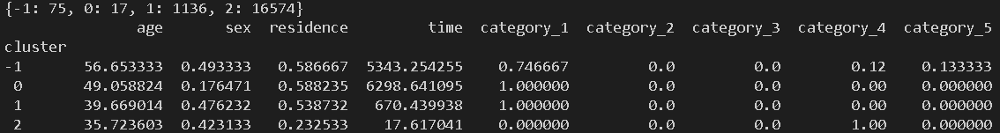 {-1: 75, 0: 17, 1: 1136, 2: 16574}
age sex residence time category_1 category_2 category_3 category_4 category_5
cluster
-1 56.653333 0.493333 0.586667 5343.254255 0.746667 0.0 0.0 0.12 0.133333
0 49.058824 0.176471 0.588235 6298.641095 1.000000 0.0 0.0 0.00 0.000000
1 39.669014 0.476232 0.538732 670.439938 1.000000 0.0 0.0 0.00 0.000000
2 35.723603 0.423133 0.232533 17.617041 0.000000 0.0 0.0 1.00 0.000000